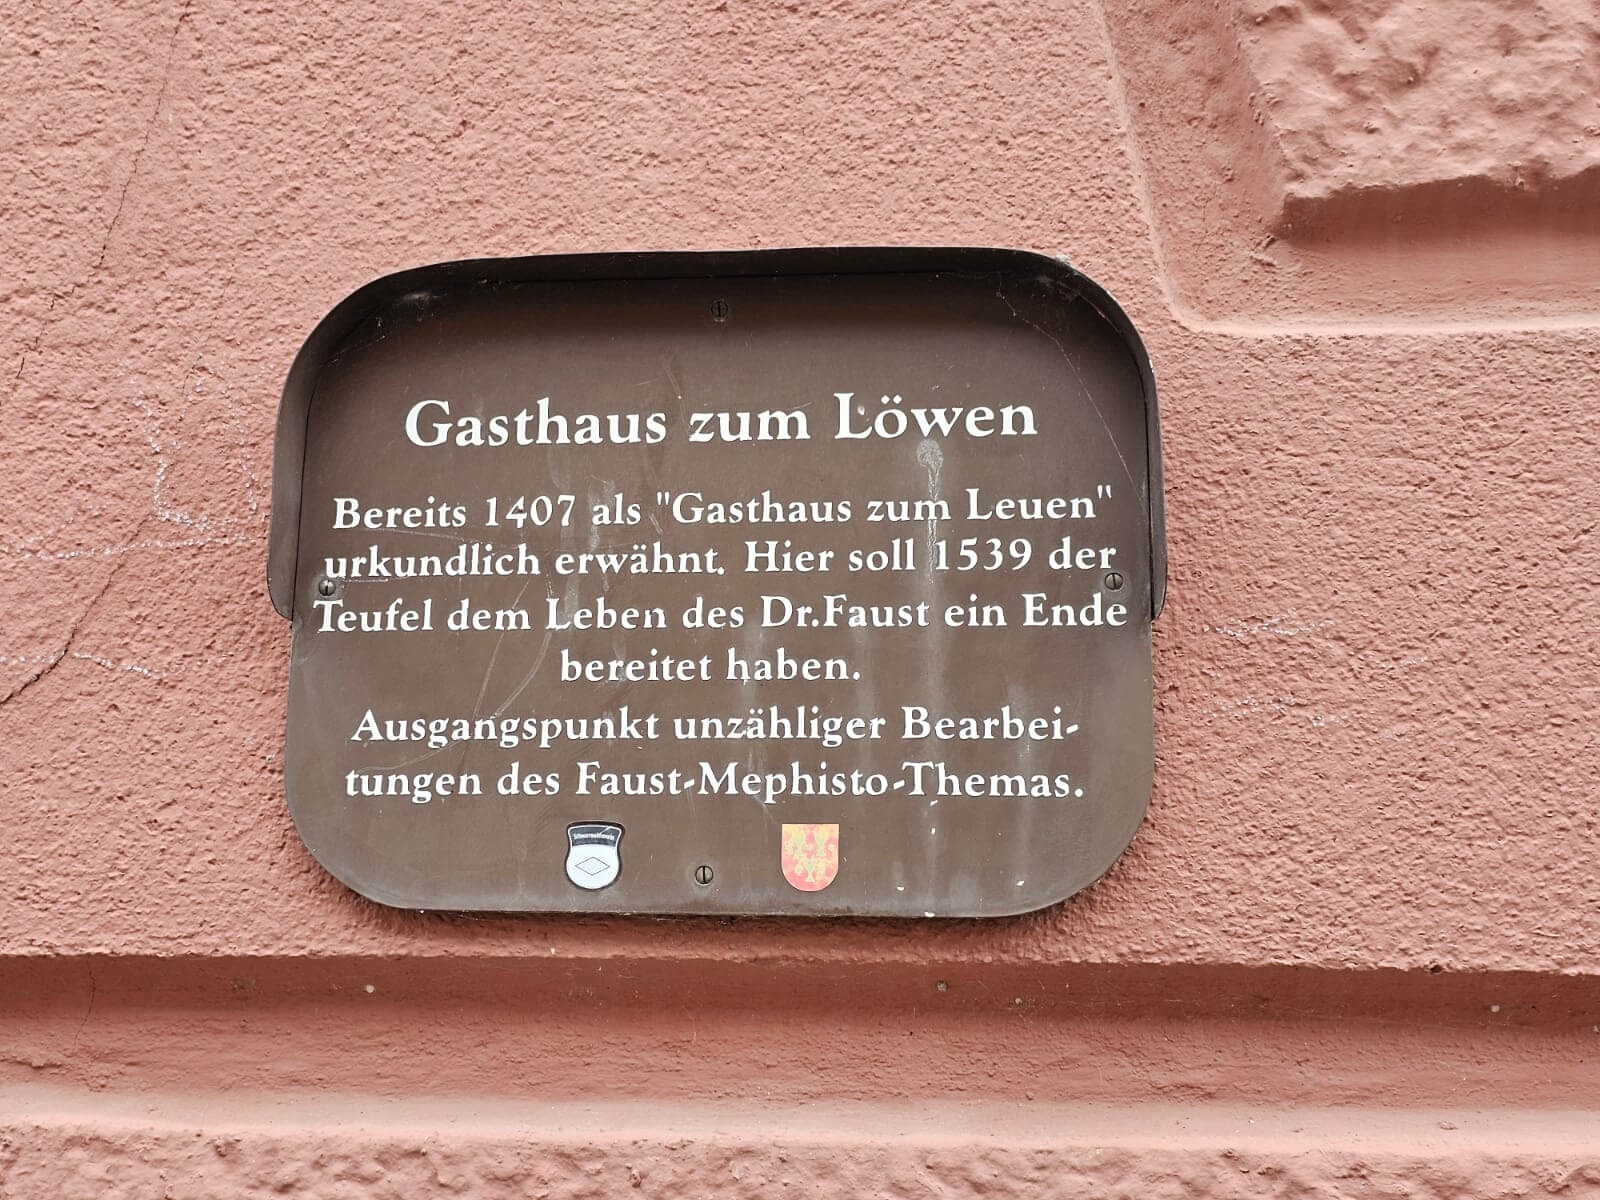 Gasthaus zum Löwen
Bereits 1407 als "Gasthaus zum Leuen"
urkundlich erwähnt. Hier soll 1539 der
Teufel dem Leben des Dr.Faust ein Ende
bereitet haben.
Ausgangspunkt unzähliger Bearbei-
tungen des Faust-Mephisto-Themas.